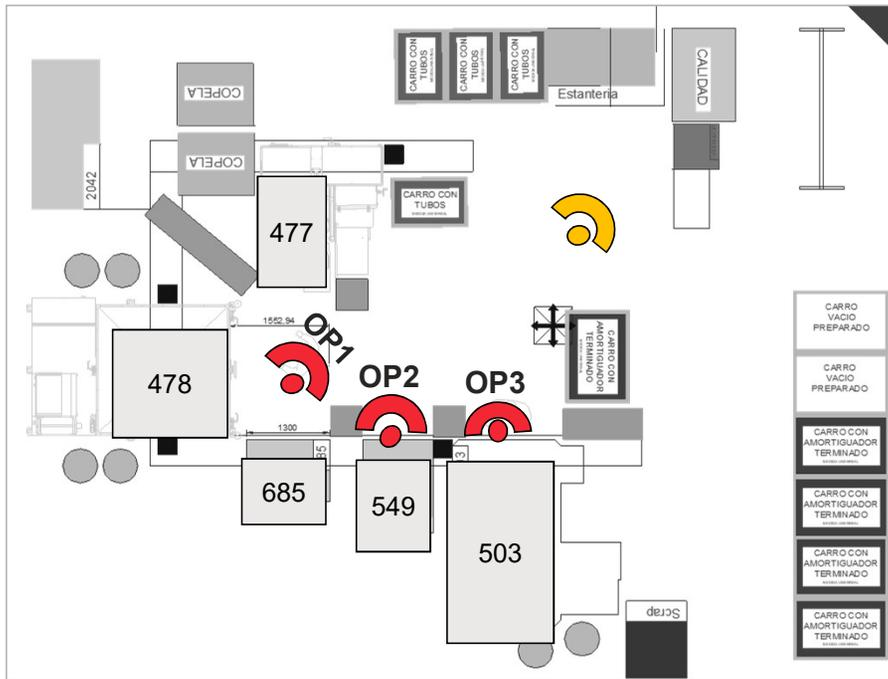 CARRO CON
TUBOS
CARRO CON
TUBOS
CARRO CON
TUBOS
Estanteria
CALIDAD
COPELA
COPELA
2042
477
CARRO CON
TUBOS
1552,94
OP1
478
OP2
OP3
CARRO CON
AMORTIGUADOR
TERMINADO
1300
685
549
503
3
Scrap
CARRO
VACIO
PREPARADO
CARRO
VACIO
PREPARADO
CARRO CON
AMORTIGUADOR
TERMINADO
CARRO CON
AMORTIGUADOR
TERMINADO
CARRO CON
AMORTIGUADOR
TERMINADO
CARRO CON
AMORTIGUADOR
TERMINADO